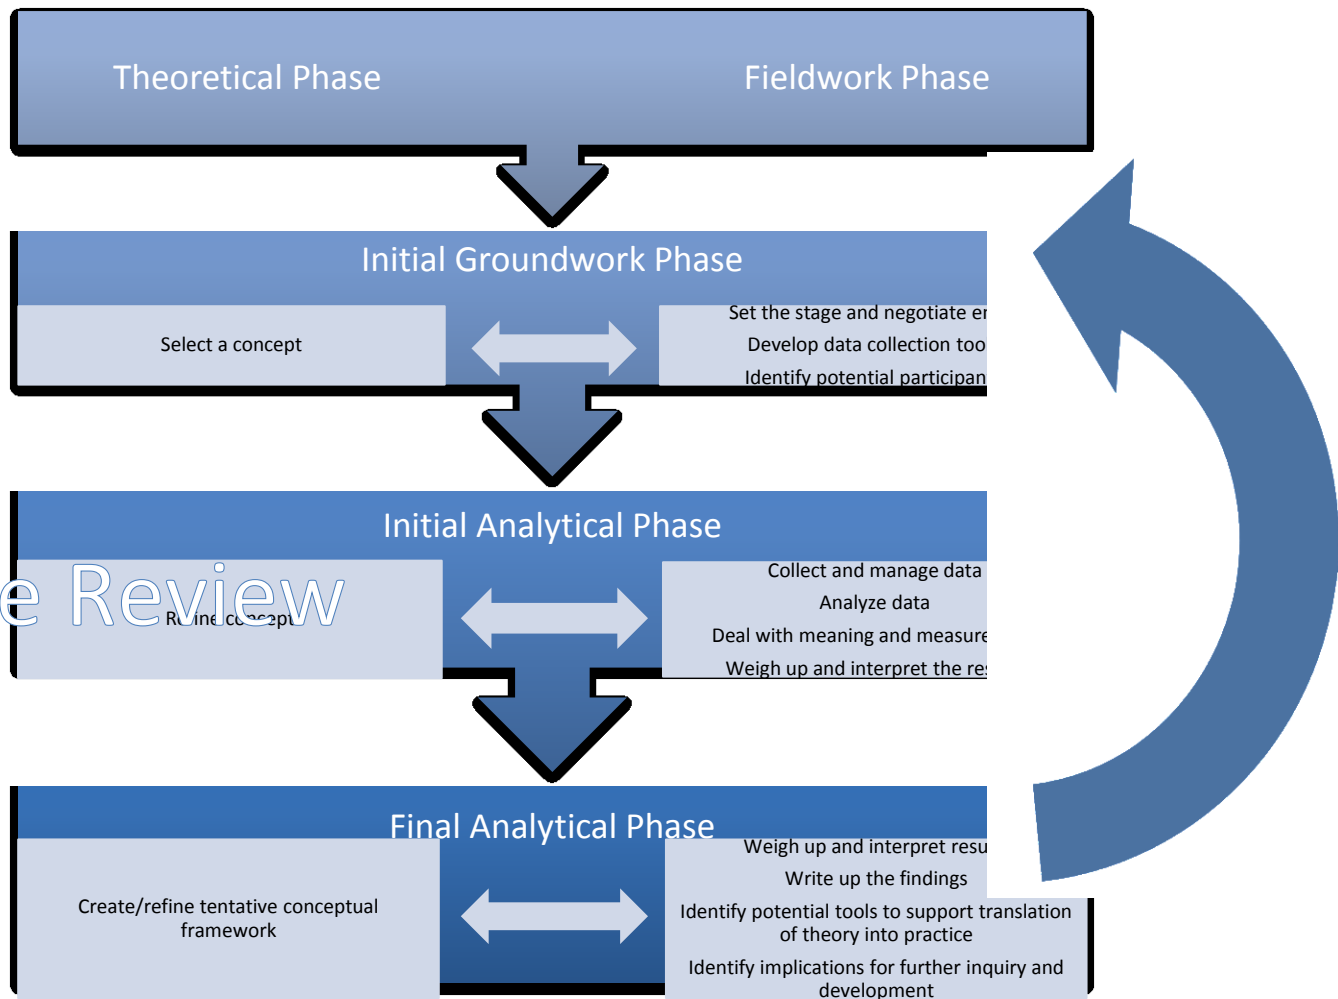 Theoretical Phase
Fieldwork Phase
Initial Groundwork Phase
Select a concept
Set the stage and negotiate
Develop data collection
Identify potential
Initial Analytical Phase
Review
Refine concept
Collect and manage data
Analyze data
Deal with meaning and
Weigh up and interpret the
Final Analytical Phase
Create/refine tentative conceptual
framework
Weigh up and interpret
Write up the findings
Identify potential tools to support translation
of theory into practice
Identify implications for further inquiry and
development